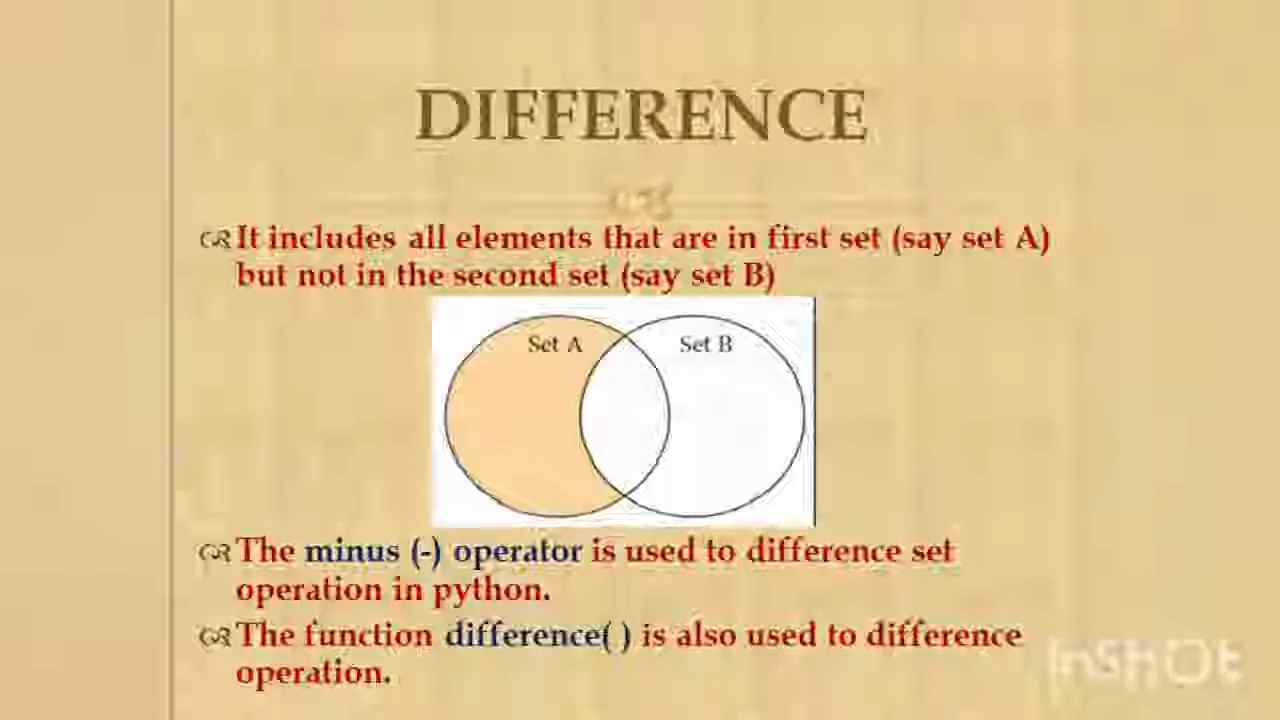 DIFFERENCE
It includes all elements that are in first set (say set A)
but not in the second set (say set B)
Set A Set B
The minus (-) operator is used to difference set
operation in python.
The function difference( ) is also used to difference
operation.
InShOt